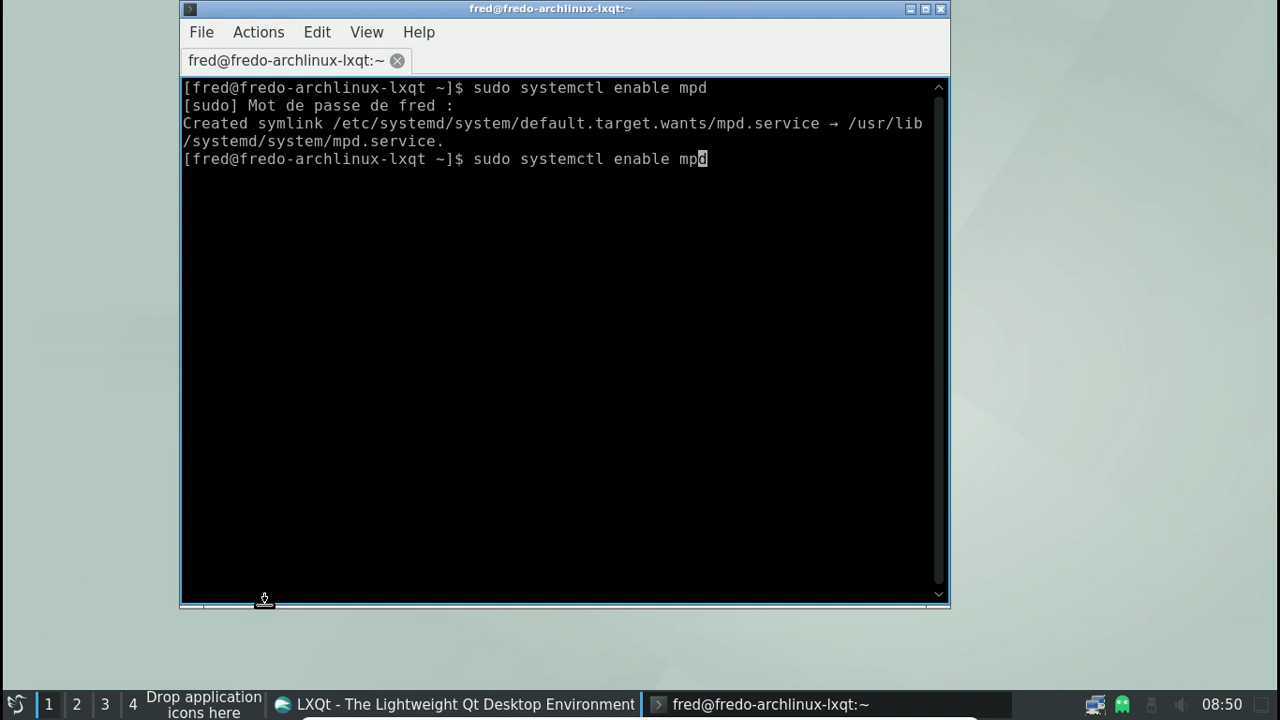 fred@fredo-archlinux-lxqt:~
File Actions Edit View Help
fred@fredo-archlinux-lxqt:~
[fred@fredo-archlinux-lxqt ~]$ sudo systemctl enable mpd
[sudo] Mot de passe de fred :
Created symlink /etc/systemd/system/default.target.wants/mpd.service → /usr/lib
/systemd/system/mpd.service.
[fred@fredo-archlinux-lxqt ~]$ sudo systemctl enable mpd
1 2 3 4 Drop application icons here LXQt - The Lightweight Qt Desktop Environment fred@fredo-archlinux-lxqt:~ 08:50